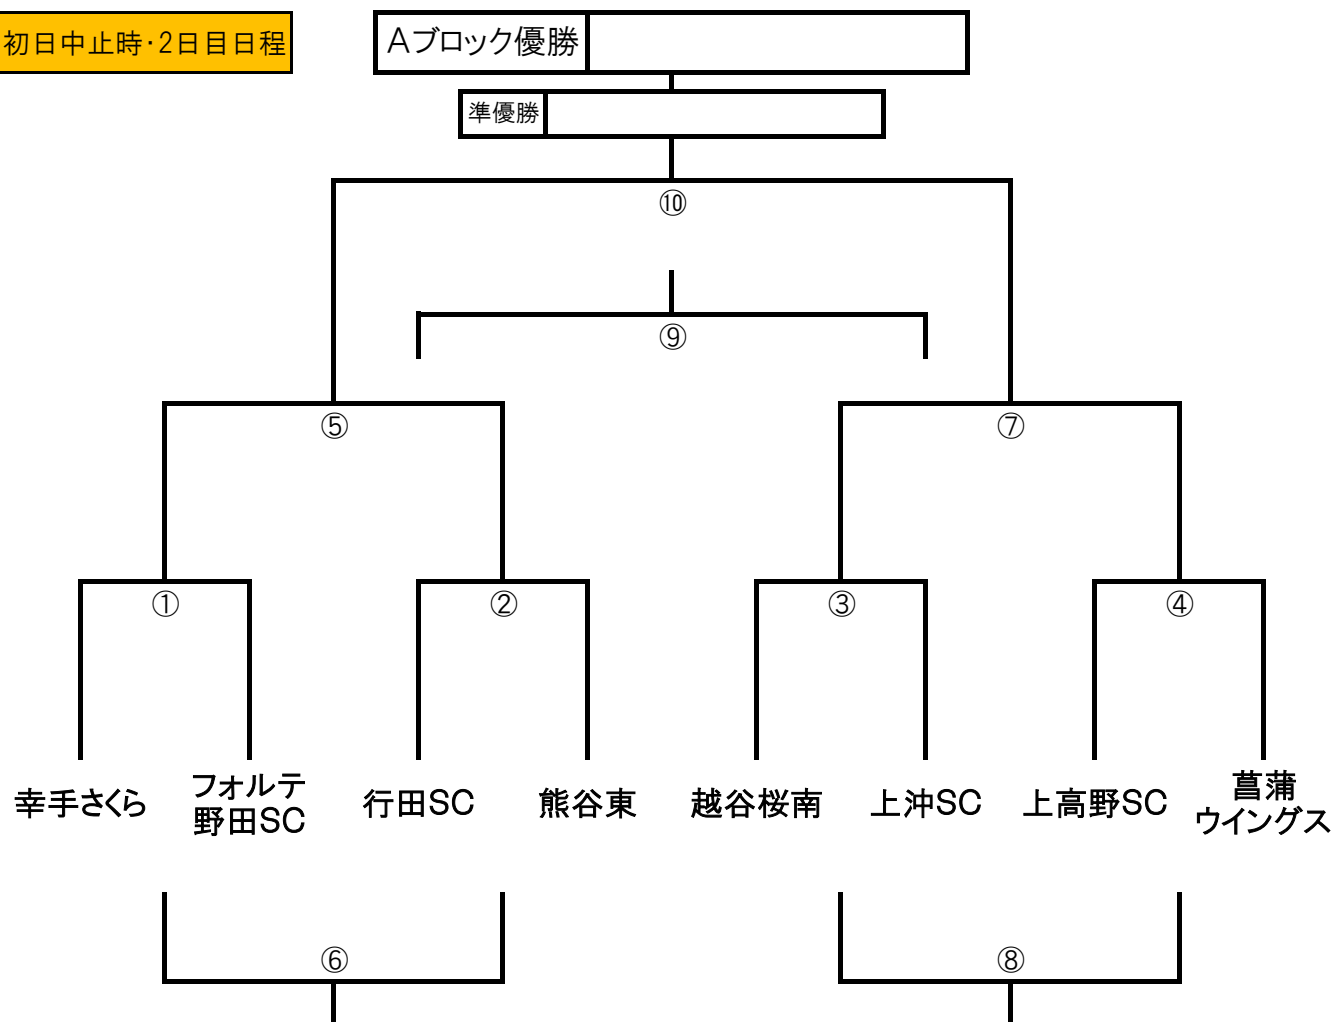 初日中止時・2日目日程
Aブロック優勝
準優勝
⑩
⑨
⑤
⑦
①
②
③
④
幸手さくら
フォルテ
野田SC
行田SC
熊谷東
越谷桜南
上沖SC
上高野SC
菖蒲
ウイングス
⑥
⑧